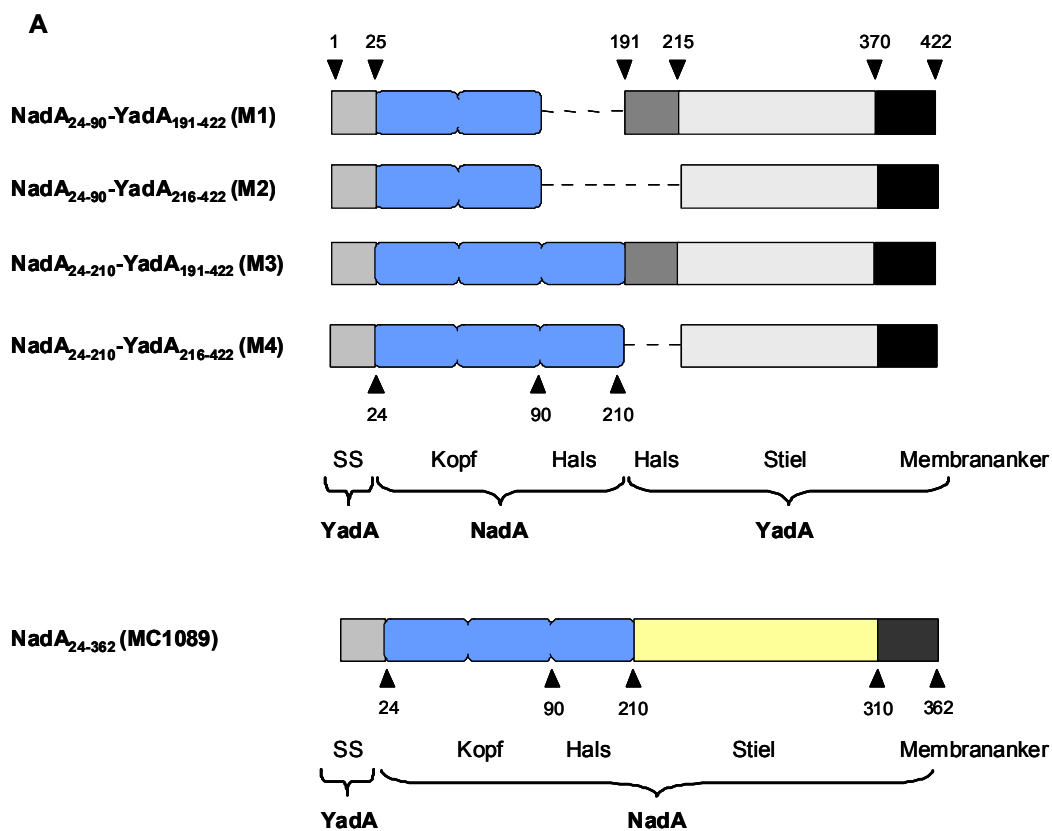 A
1 25 191 215 370 422
NadA24-90-YadA191-422 (M1)
NadA24-90-YadA216-422 (M2)
NadA24-210-YadA191-422 (M3)
NadA24-210-YadA216-422 (M4)
24 90 210
SS Kopf Hals Hals Stiel Membrananker
YadA NadA YadA
NadA24-362 (MC1089)
24 90 210 310 362
SS Kopf Hals Stiel Membrananker
YadA NadA